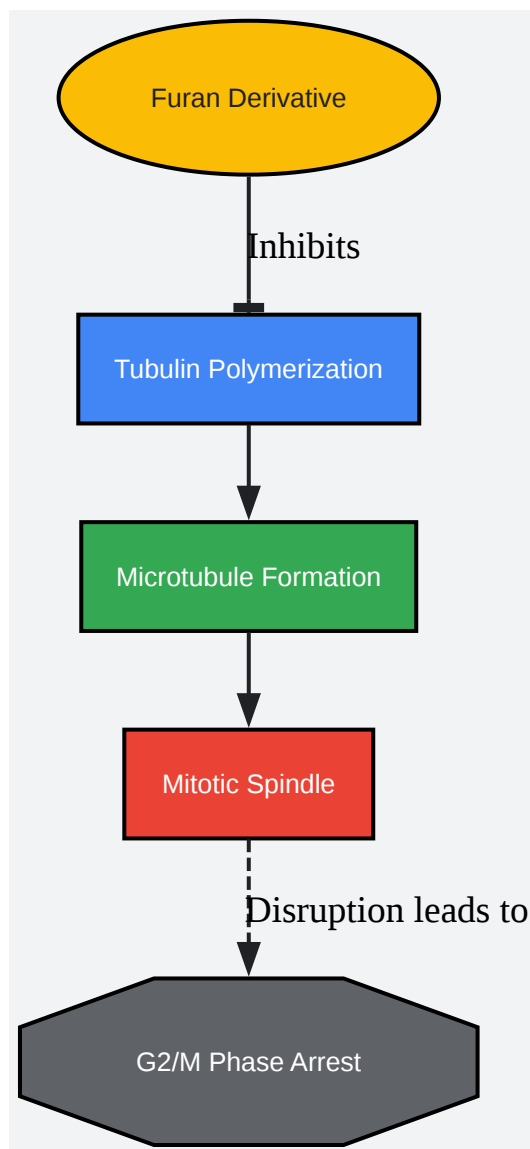 Furan Derivative
Inhibits
Tubulin Polymerization
Microtubule Formation
Mitotic Spindle
Disruption leads to
G2/M Phase Arrest